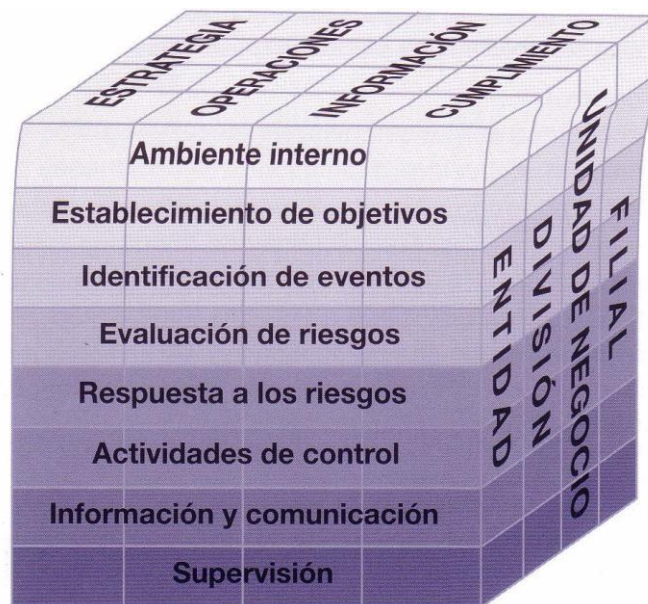 ESTRATEGIA
OPERACIONES
INFORMACIÓN
CUMPLIMIENTO
Ambiente interno
Establecimiento de objetivos
Identificación de eventos
Evaluación de riesgos
Respuesta a los riesgos
Actividades de control
Información y comunicación
Supervisión
ENTIDAD
DIVISIÓN
UNIDAD DE NEGOCIO
FILIAL